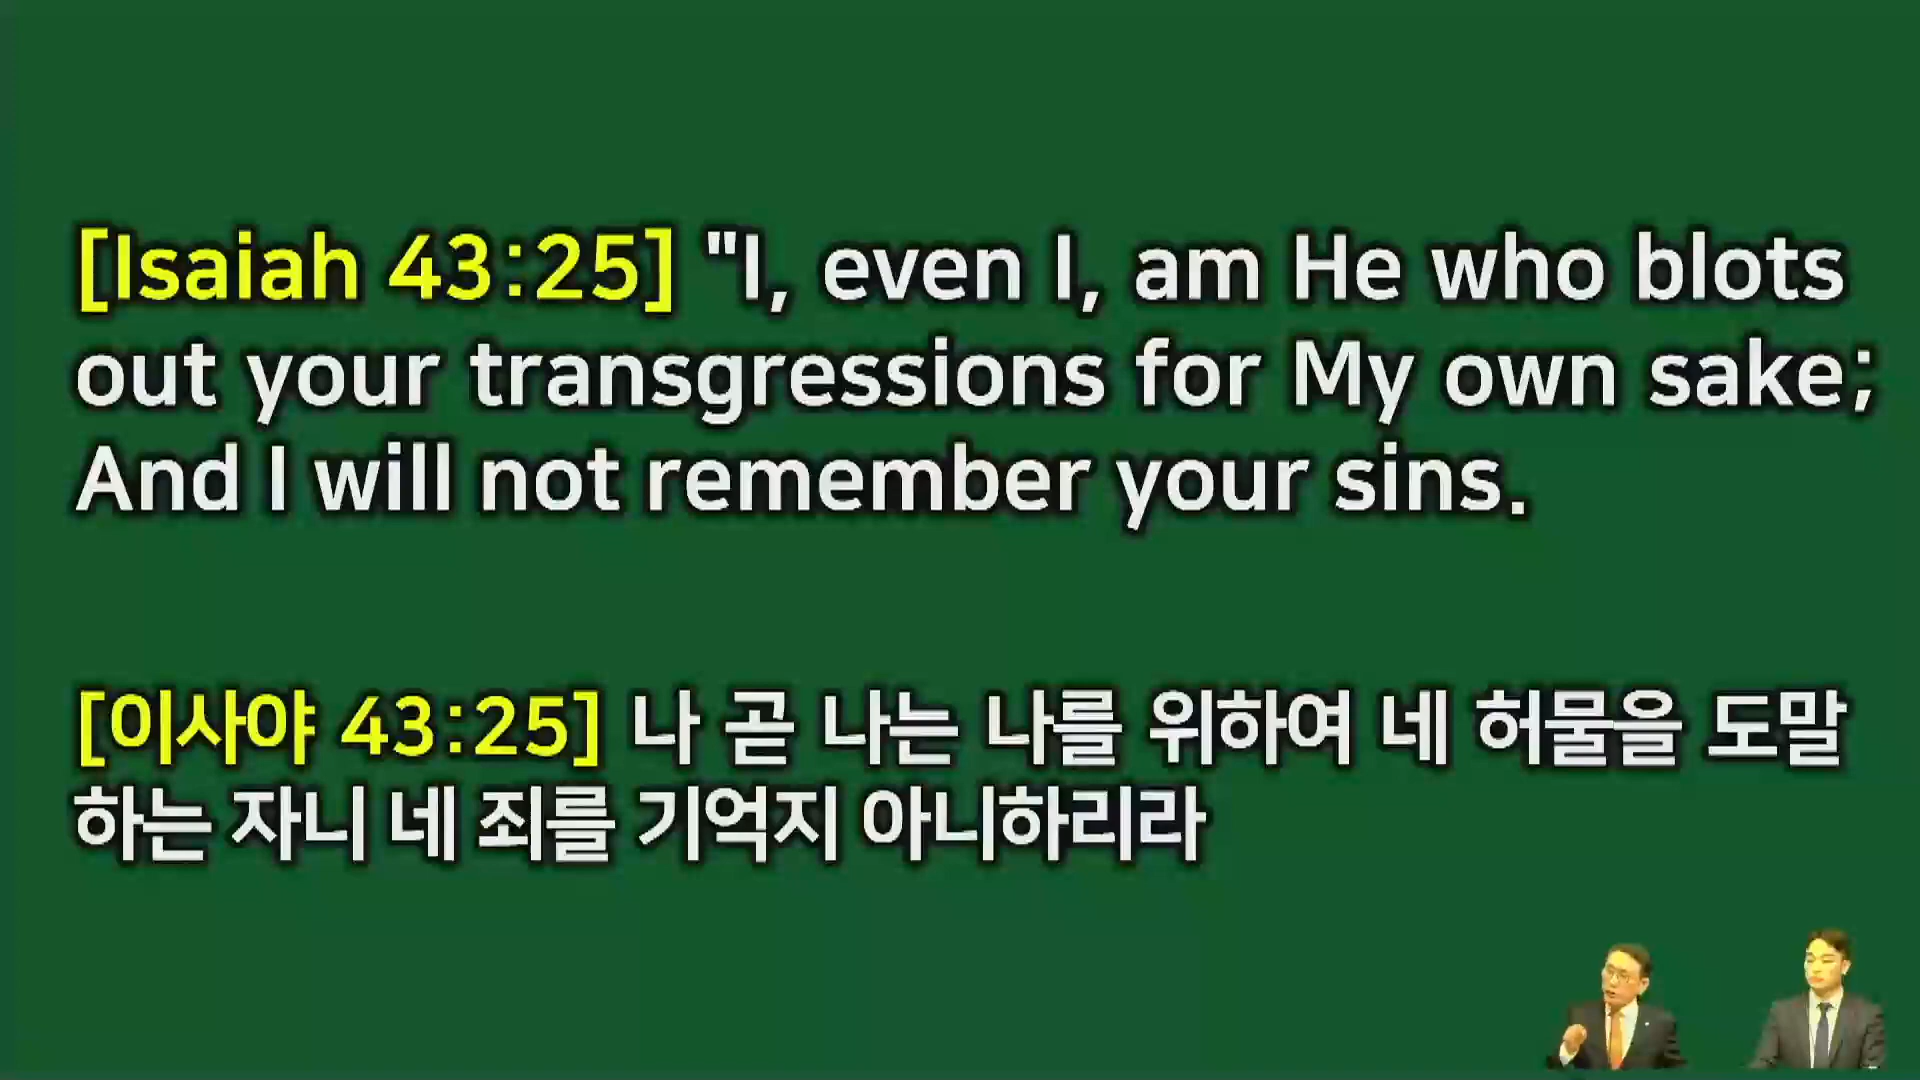 [Isaiah 43:25] "I, even I, am He who blots
out your transgressions for My own sake;
And I will not remember your sins.
[이사야 43:25] 나 곧 나는 나를 위하여 네 허물을 도말
하는 자니 네 죄를 기억지 아니하리라